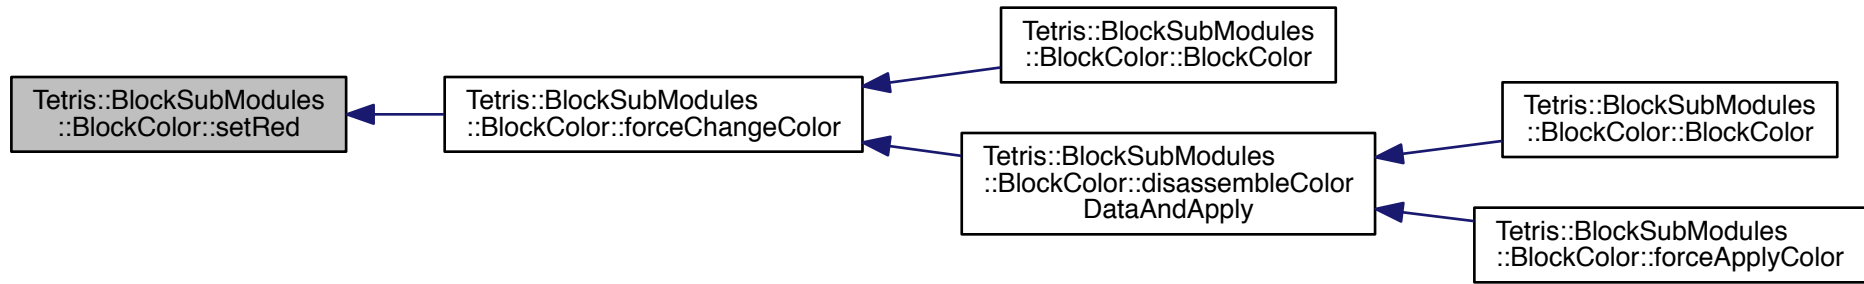 Tetris::BlockSubModules
::BlockColor::setRed
Tetris::BlockSubModules
::BlockColor::forceChangeColor
Tetris::BlockSubModules
::BlockColor::BlockColor
Tetris::BlockSubModules
::BlockColor::disassembleColor
DataAndApply
Tetris::BlockSubModules
::BlockColor::BlockColor
Tetris::BlockSubModules
::BlockColor::forceApplyColor